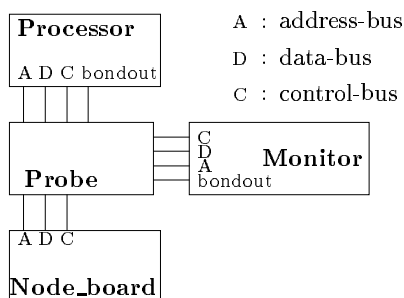 Processor
A D C bondout
A : address-bus
D : data-bus
C : control-bus
Probe
C
D
A
bondout
Monitor
A D C
Node_board